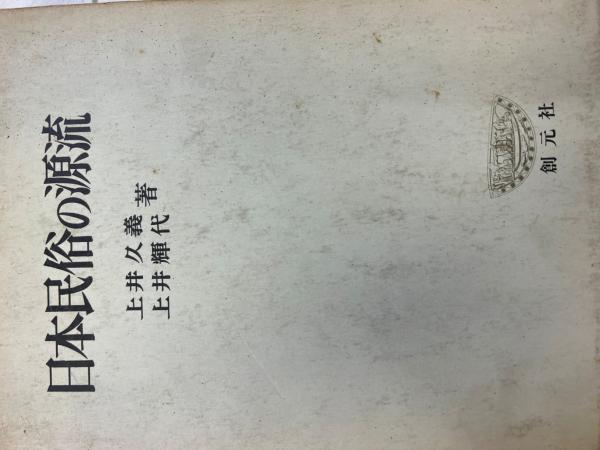 日本民俗の源流
上井久義
上井輝代
著
創元社